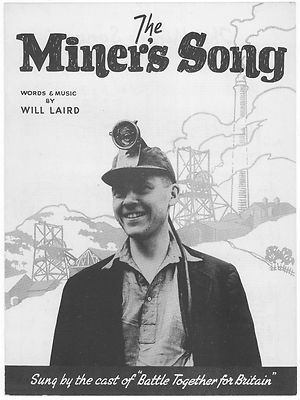 The
Miner's Song
WORDS & MUSIC
BY
WILL LAIRD
Sung by the cast of "Battle Together for Britain"